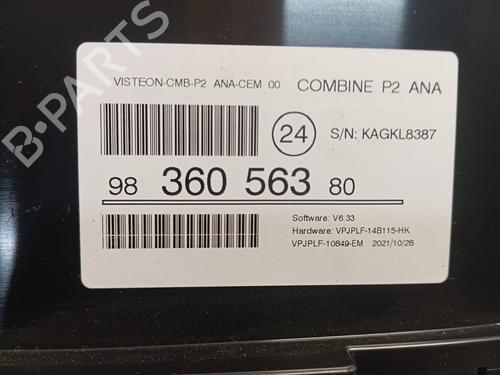 VISTEON-CMB-P2 ANA-CEM 00 COMBINE P2 ANA
24 S/N: KAGKL8387
98 360 563 80
Software: V6.33
Hardware: VPJPLF-14B115-HK
VPJPLF-10849-EM 2021/10/28
B-PARTS